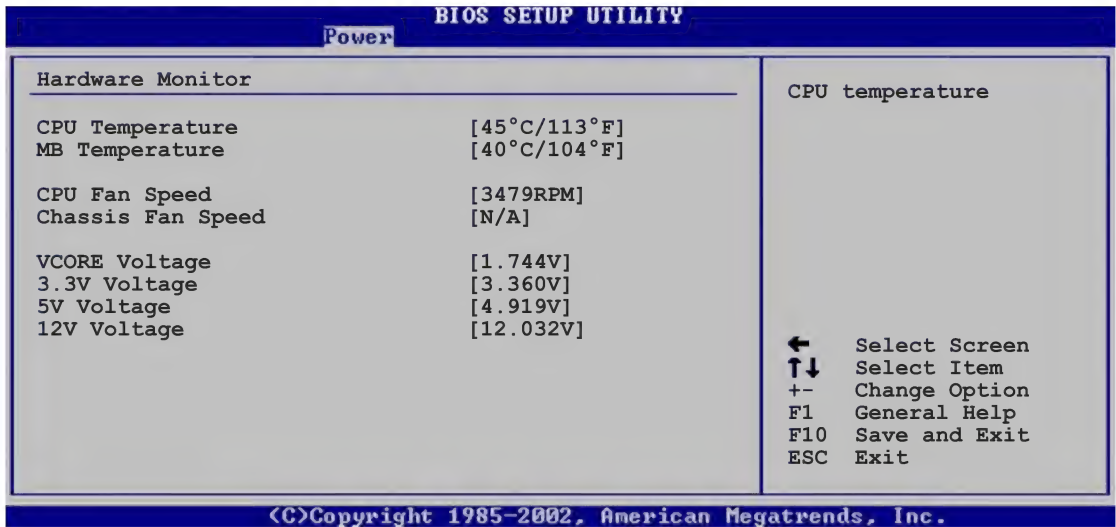 BIOS SETUP UTILITY
Power
Hardware Monitor
CPU Temperature [45°C/113°F]
MB Temperature [40°C/104°F]
CPU Fan Speed [3479RPM]
Chassis Fan Speed [N/A]
VCORE Voltage [1.744V]
3.3V Voltage [3.360V]
5V Voltage [4.919V]
12V Voltage [12.032V]
CPU temperature
← Select Screen
↑↓ Select Item
+- Change Option
F1 General Help
F10 Save and Exit
ESC Exit
(C)Copyright 1985-2002, American Megatrends, Inc.